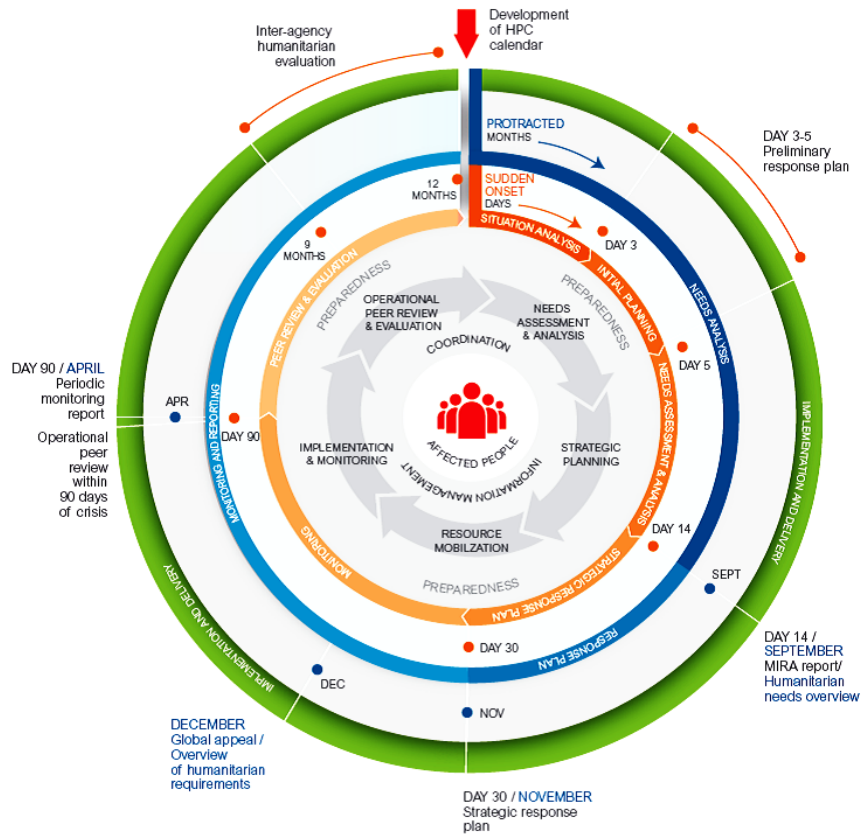 Development
of HPC
calendar
Inter-agency
humanitarian
evaluation
PROTRACTED
MONTHS
DAY 3-5
Preliminary
response plan
12
MONTHS
SUDDEN
ONSET
DAYS
SITUATION ANALYSIS
DAY 3
9
MONTHS
INITIAL PLANNING
NEEDS ANALYSIS
PEER REVIEW & EVALUATION
PREPAREDNESS
PREPAREDNESS
OPERATIONAL
PEER REVIEW
& EVALUATION
NEEDS
ASSESSMENT
& ANALYSIS
COORDINATION
DAY 5
DAY 90 / APRIL
Periodic
monitoring
report
Operational
peer
review
within
90 days
of crisis
APR
DAY 90
MONITORING AND REPORTING
NEEDS ASSESSMENT & ANALYSIS
IMPLEMENTATION AND DELIVERY
AFFECTED PEOPLE
INFORMATION MANAGEMENT
IMPLEMENTATION
& MONITORING
STRATEGIC
PLANNING
RESOURCE
MOBILZATION
DAY 14
MONITORING
STRATEGIC RESPONSE PLAN
PREPAREDNESS
SEPT
IMPLEMENTATION AND DELIVERY
RESPONSE PLAN
DAY 30
DAY 14 /
SEPTEMBER
MIRA report/
Humanitarian
needs overview
DEC
NOV
DECEMBER
Global appeal /
Overview
of humanitarian
requirements
DAY 30 / NOVEMBER
Strategic response
plan